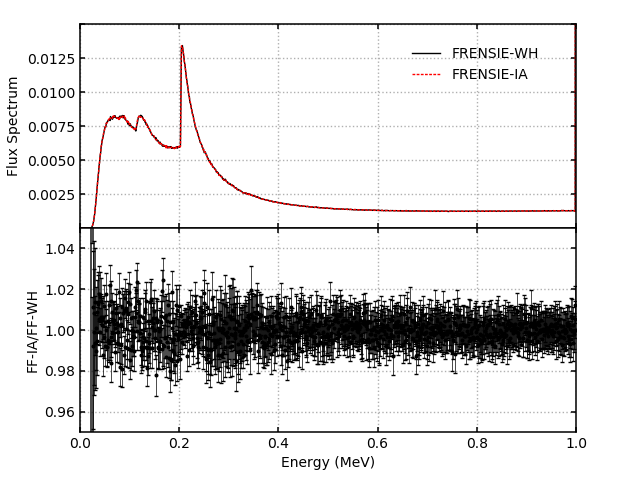 Flux Spectrum
0.0125
0.0100
0.0075
0.0050
0.0025
FRENSIE-WH
FRENSIE-IA
FF-IA/FF-WH
1.04
1.02
1.00
0.98
0.96
0.0 0.2 0.4 0.6 0.8 1.0
Energy (MeV)